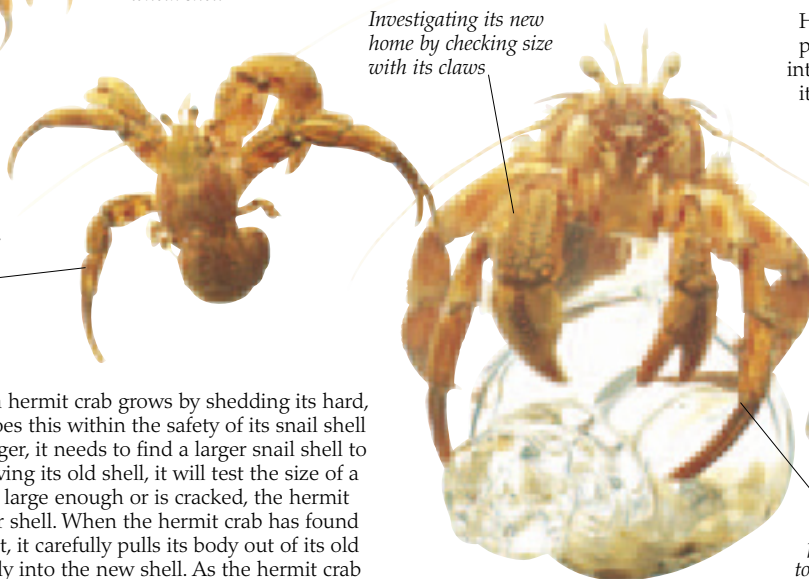 Investigating its new
home by checking size
with its claws
H
p
int
it
hermit crab grows by shedding its hard,
oes this within the safety of its snail shell
ger, it needs to find a larger snail shell to
ving its old shell, it will test the size of a
large enough or is cracked, the hermit
r shell. When the hermit crab has found
t, it carefully pulls its body out of its old
ly into the new shell. As the hermit crab
to